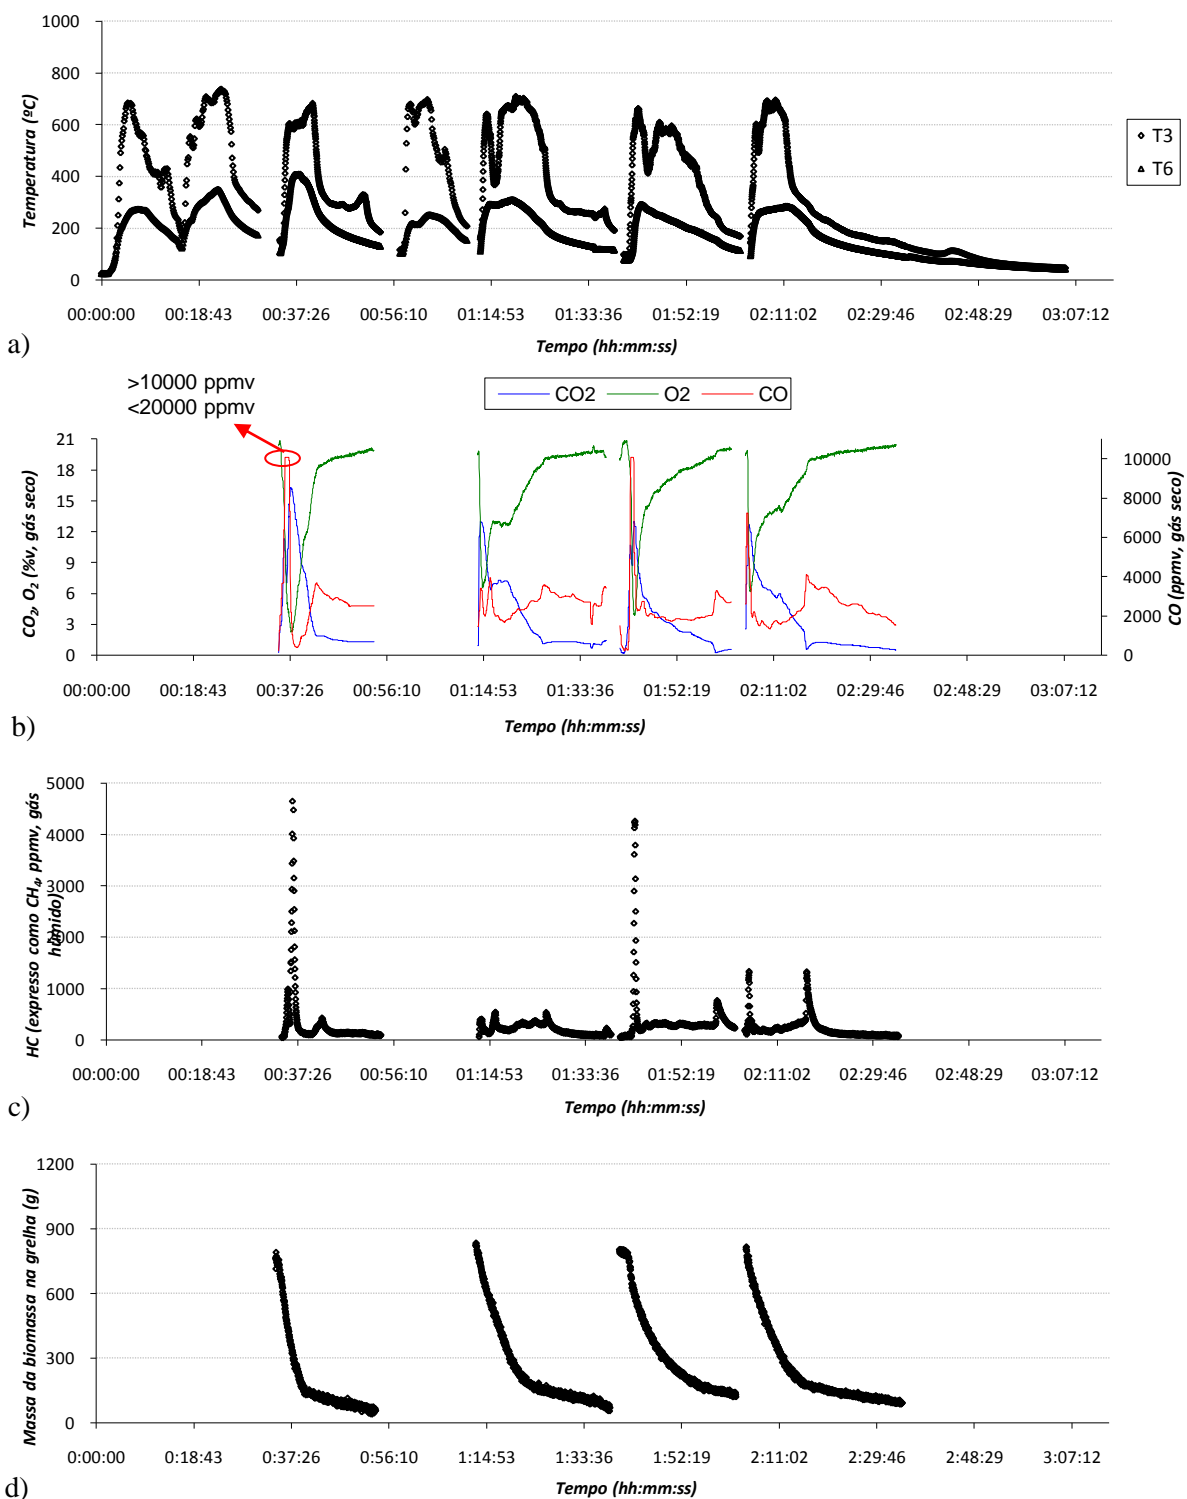 1000
800
600
400
200
0
Temperatura (ºC)
T3
T6
00:00:00 00:18:43 00:37:26 00:56:10 01:14:53 01:33:36 01:52:19 02:11:02 02:29:46 02:48:29 03:07:12
Tempo (hh:mm:ss)
a)
>10000 ppmv
<20000 ppmv
CO2 O2 CO
21
18
15
12
9
6
3
0
CO₂, O₂ (%v, gás seco)
10000
8000
6000
4000
2000
0
CO (ppmv, gás seco)
00:00:00 00:18:43 00:37:26 00:56:10 01:14:53 01:33:36 01:52:19 02:11:02 02:29:46 02:48:29 03:07:12
Tempo (hh:mm:ss)
b)
5000
4000
3000
2000
1000
0
HC (expresso como CH₄, ppmv, gás
húmido)
00:00:00 00:18:43 00:37:26 00:56:10 01:14:53 01:33:36 01:52:19 02:11:02 02:29:46 02:48:29 03:07:12
Tempo (hh:mm:ss)
c)
1200
900
600
300
0
Massa da biomassa na grelha (g)
0:00:00 0:18:43 0:37:26 0:56:10 1:14:53 1:33:36 1:52:19 2:11:02 2:29:46 2:48:29 3:07:12
Tempo (hh:mm:ss)
d)